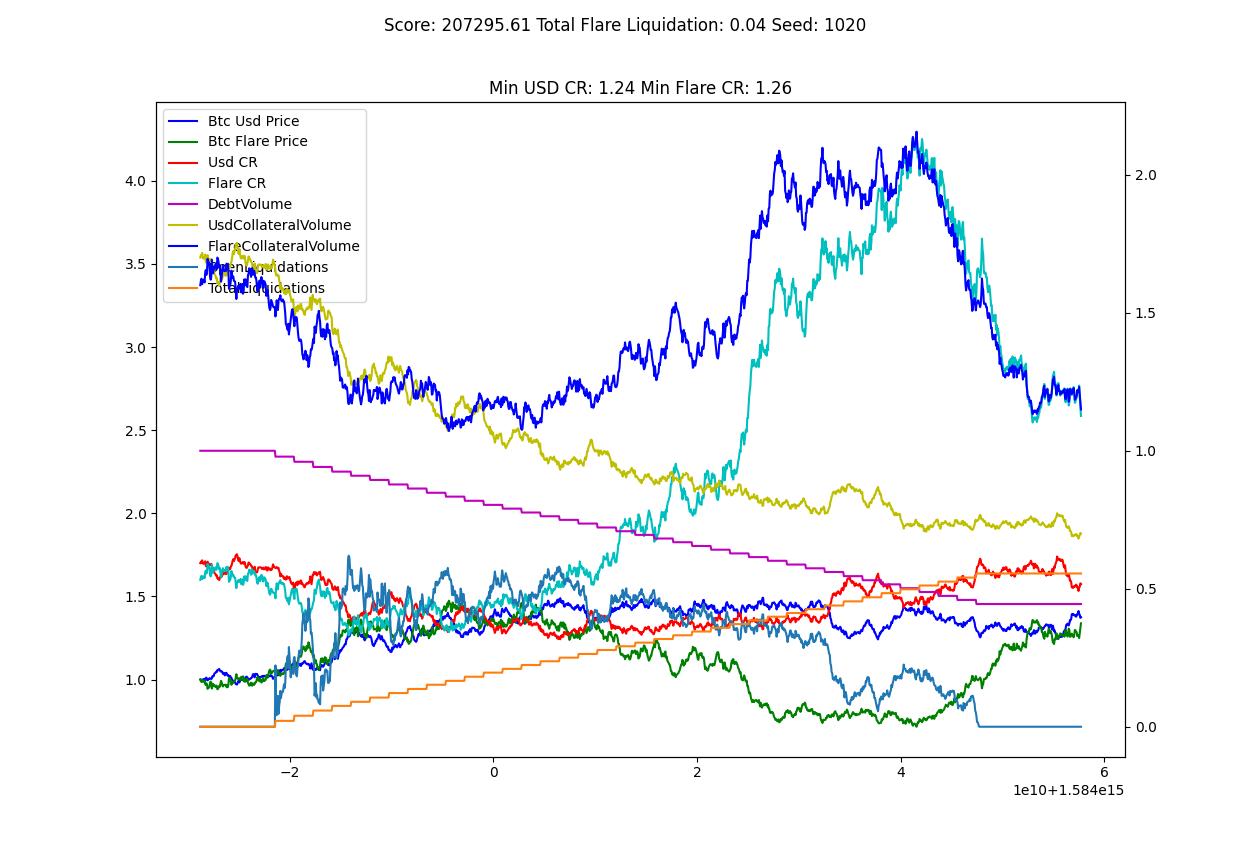 Score: 207295.61 Total Flare Liquidation: 0.04 Seed: 1020
Min USD CR: 1.24 Min Flare CR: 1.26
Btc Usd Price
Btc Flare Price
Usd CR
Flare CR
DebtVolume
UsdCollateralVolume
FlareCollateralVolume
OpenLiquidations
TotalLiquidations
4.0
3.5
3.0
2.5
2.0
1.5
1.0
2.0
1.5
1.0
0.5
0.0
−2
0
2
4
6
1e10+1.584e15